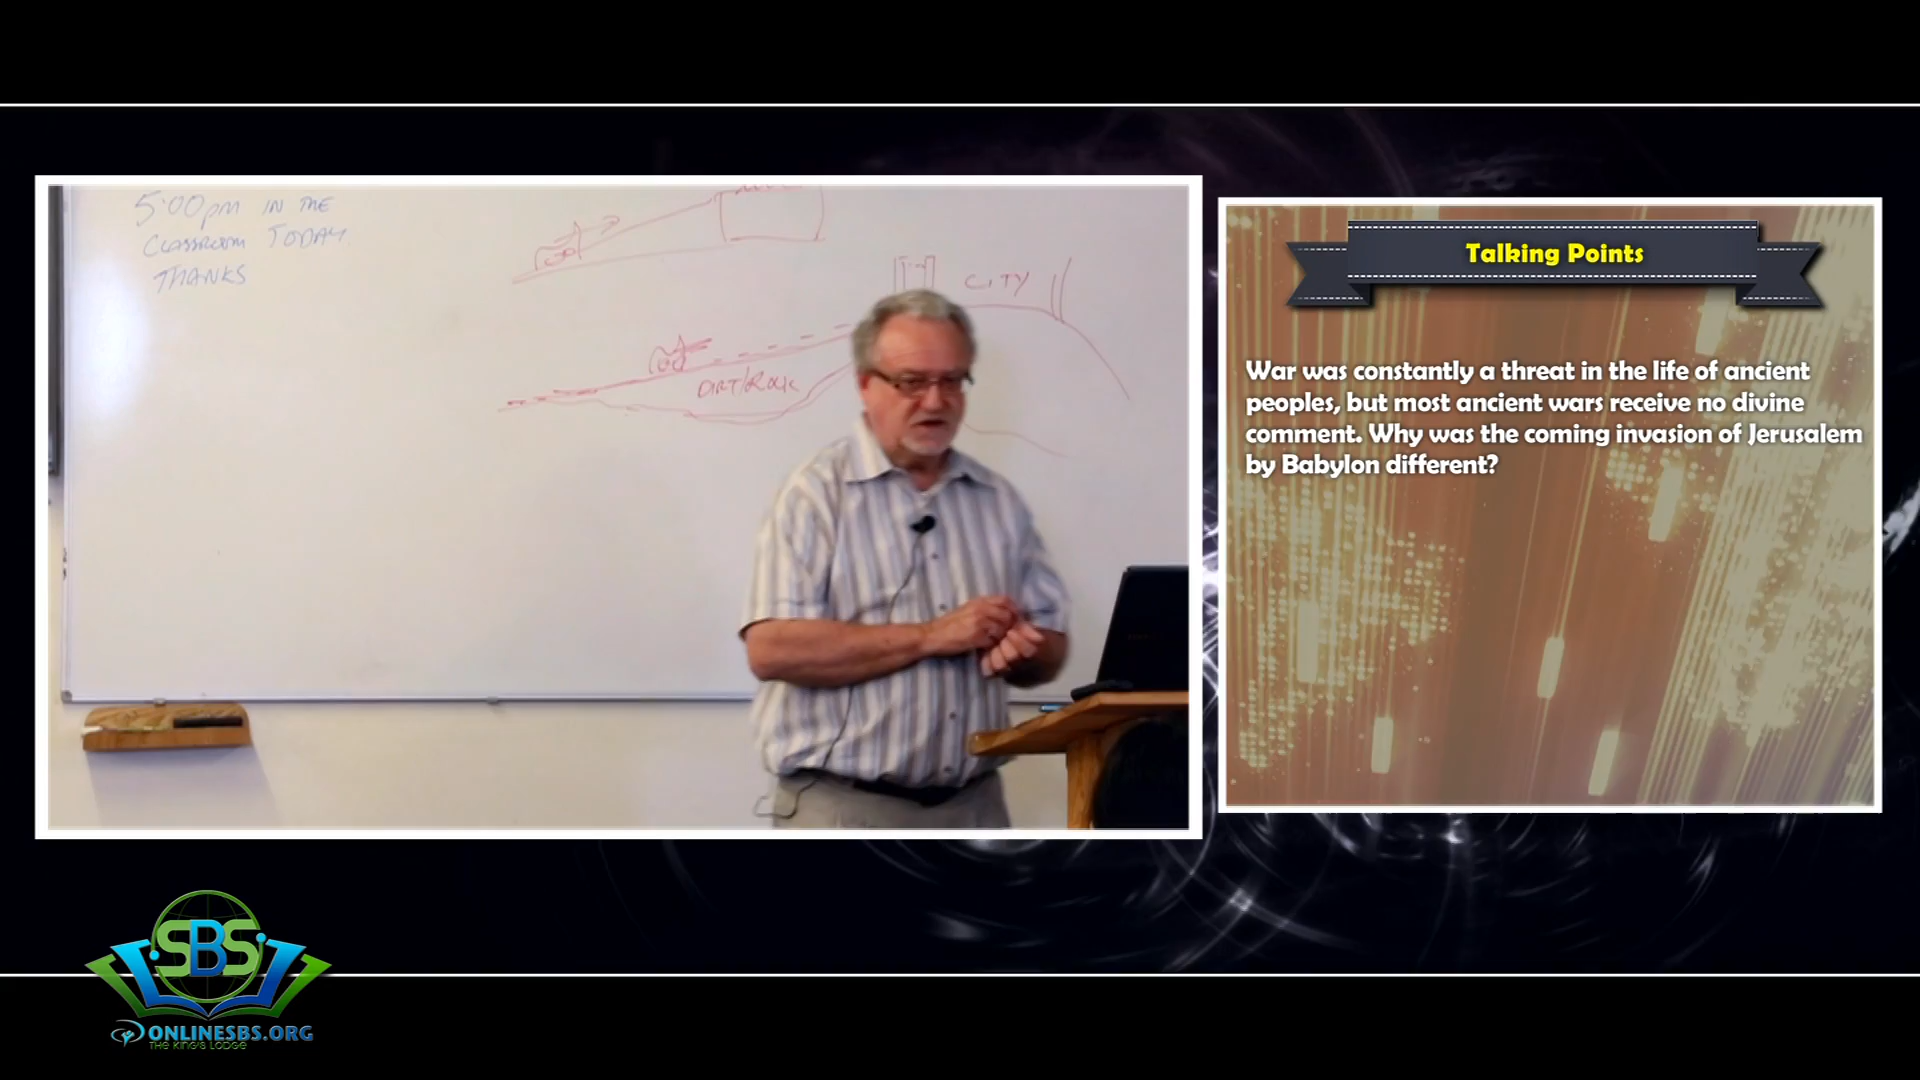 5:00pm IN THE
CLASSROOM TODAY
THANKS
CITY
DIRT/ROCK
Talking Points
War was constantly a threat in the life of ancient
peoples, but most ancient wars receive no divine
comment. Why was the coming invasion of Jerusalem
by Babylon different?
SBS
ONLINESBS.ORG
THE KING'S LODGE